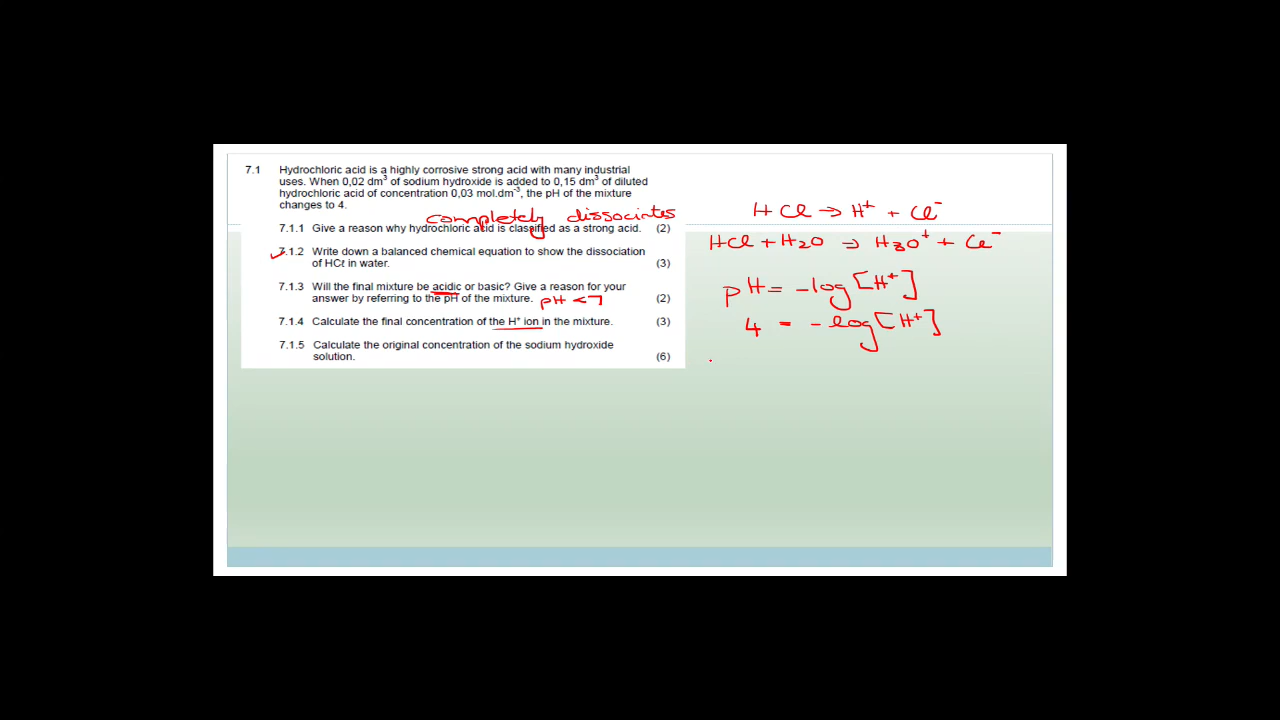 7.1 Hydrochloric acid is a highly corrosive strong acid with many industrial
uses. When 0,02 dm³ of sodium hydroxide is added to 0,15 dm³ of diluted
hydrochloric acid of concentration 0,03 mol.dm⁻³, the pH of the mixture
changes to 4.
completely dissociates
7.1.1 Give a reason why hydrochloric acid is classified as a strong acid. (2)
7.1.2 Write down a balanced chemical equation to show the dissociation
of HCℓ in water. (3)
7.1.3 Will the final mixture be acidic or basic? Give a reason for your
answer by referring to the pH of the mixture. pH < 7 (2)
7.1.4 Calculate the final concentration of the H⁺ ion in the mixture. (3)
7.1.5 Calculate the original concentration of the sodium hydroxide
solution. (6)
HCl → H⁺ + Cl⁻
HCl + H2O → H3O⁺ + Cl⁻
pH = -log[H⁺]
4 = -log[H⁺]